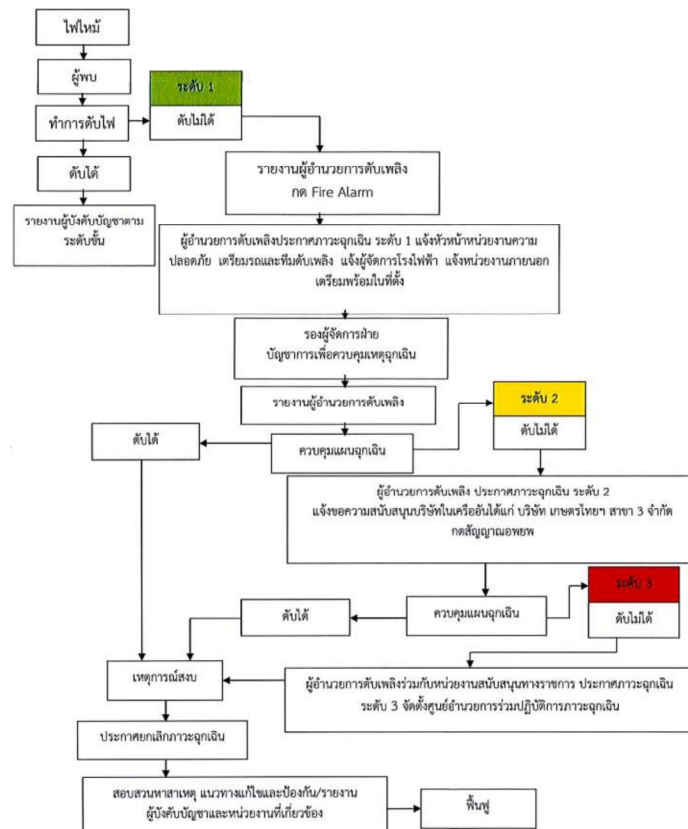 ไฟไหม้
ผู้พบ
ระดับ 1
ทำการดับไฟ
ดับไม่ได้
ดับได้
รายงานผู้อำนวยการดับเพลิง
กด Fire Alarm
รายงานผู้บังคับบัญชาตาม
ระดับขั้น
ผู้อำนวยการดับเพลิงประกาศภาวะฉุกเฉิน ระดับ 1 แจ้งหัวหน้าหน่วยงานความ
ปลอดภัย เตรียมรถและทีมดับเพลิง แจ้งผู้จัดการโรงไฟฟ้า แจ้งหน่วยงานภายนอก
เตรียมพร้อมในที่ตั้ง
รองผู้จัดการฝ่าย
บัญชาการเพื่อควบคุมเหตุฉุกเฉิน
รายงานผู้อำนวยการดับเพลิง
ระดับ 2
ดับไม่ได้
ดับได้
ควบคุมแผนฉุกเฉิน
ผู้อำนวยการดับเพลิง ประกาศภาวะฉุกเฉิน ระดับ 2
แจ้งขอความสนับสนุนบริษัทในเครืออันได้แก่ บริษัท เกษตรไทยฯ สาขา 3 จำกัด
กดสัญญาณอพยพ
ระดับ 3
ดับไม่ได้
ดับได้
ควบคุมแผนฉุกเฉิน
เหตุการณ์สงบ
ผู้อำนวยการดับเพลิงร่วมกับหน่วยงานสนับสนุนทางราชการ ประกาศภาวะฉุกเฉิน
ระดับ 3 จัดตั้งศูนย์อำนวยการร่วมปฏิบัติการภาวะฉุกเฉิน
ประกาศยกเลิกภาวะฉุกเฉิน
สอบสวนหาสาเหตุ แนวทางแก้ไขและป้องกัน/รายงาน
ผู้บังคับบัญชาและหน่วยงานที่เกี่ยวข้อง
ฟื้นฟู